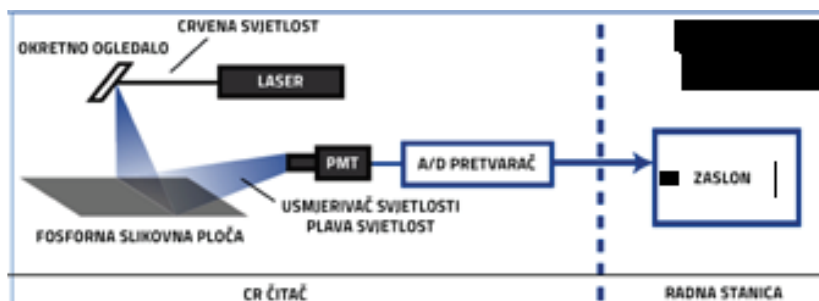 CRVENA SVJETLOST
OKRETNO OGLEDALO
LASER
PMT
A/D PRETVARAČ
ZASLON
USMJERIVAČ SVJETLOSTI
PLAVA SVJETLOST
FOSFORNA SLIKOVNA PLOČA
CR ČITAČ
RADNA STANICA